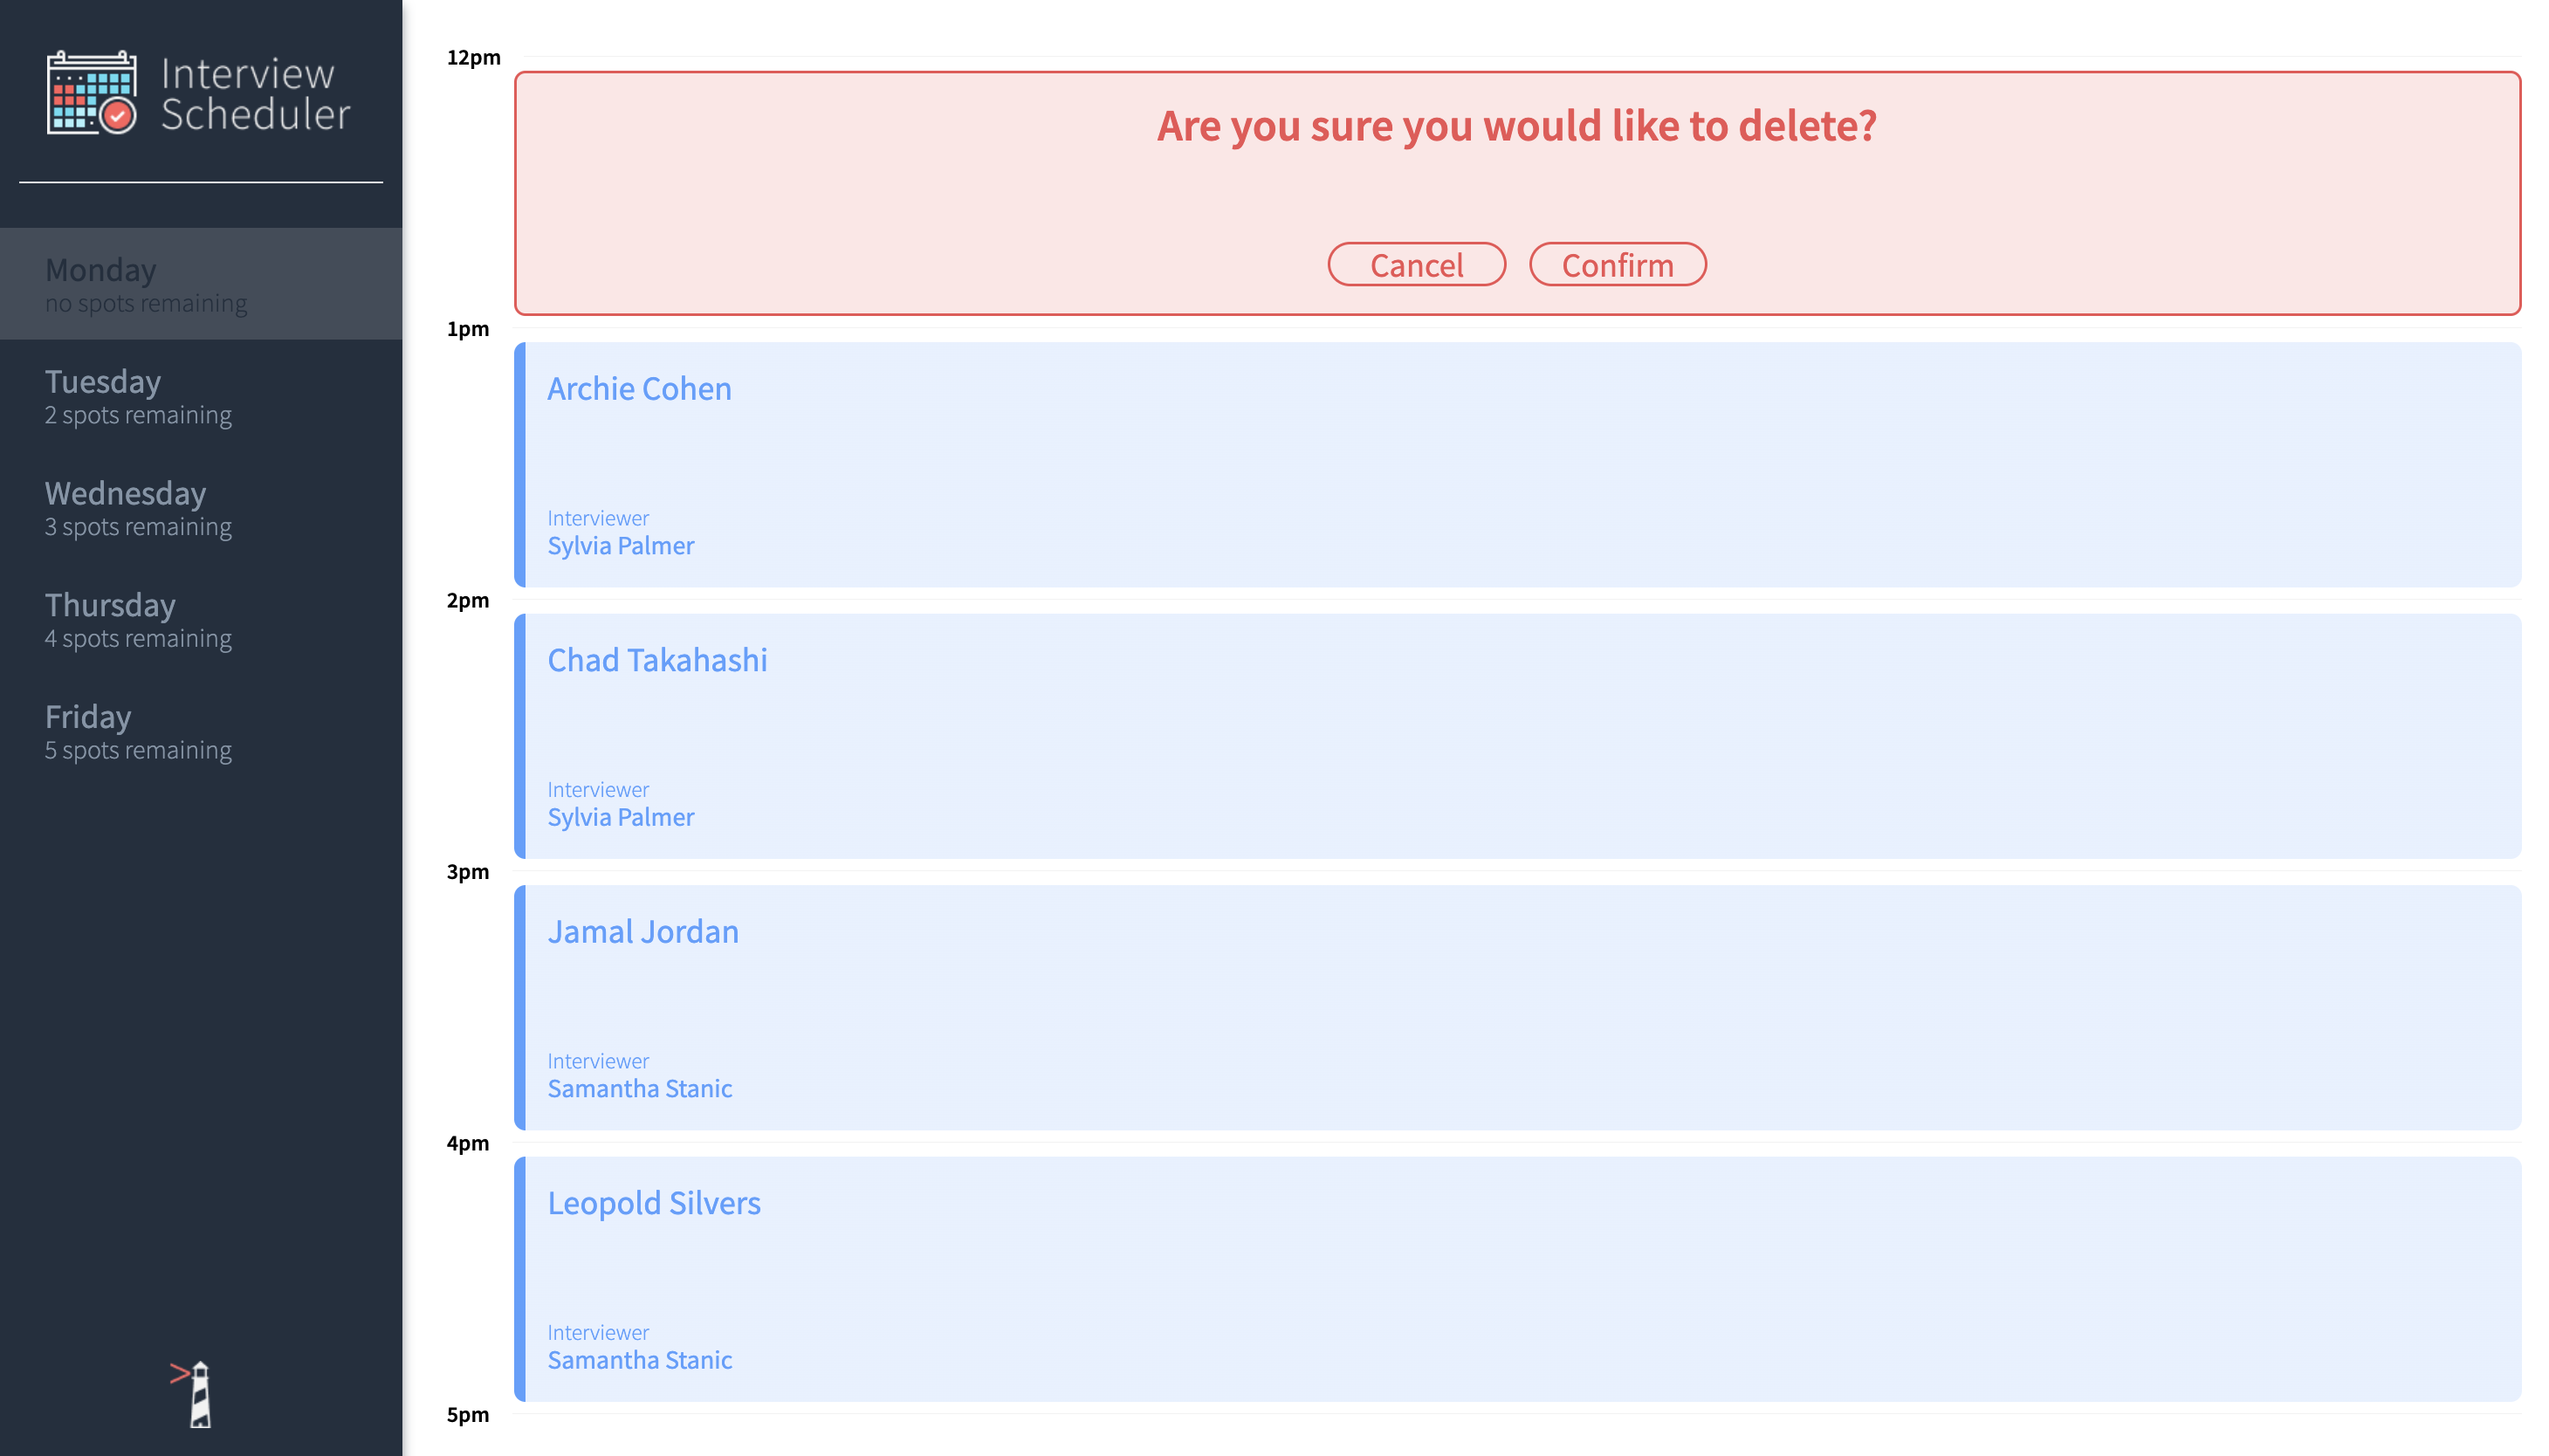 Interview
Scheduler
Monday
no spots remaining
Tuesday
2 spots remaining
Wednesday
3 spots remaining
Thursday
4 spots remaining
Friday
5 spots remaining
12pm
Are you sure you would like to delete?
Cancel Confirm
1pm
Archie Cohen
Interviewer
Sylvia Palmer
2pm
Chad Takahashi
Interviewer
Sylvia Palmer
3pm
Jamal Jordan
Interviewer
Samantha Stanic
4pm
Leopold Silvers
Interviewer
Samantha Stanic
5pm